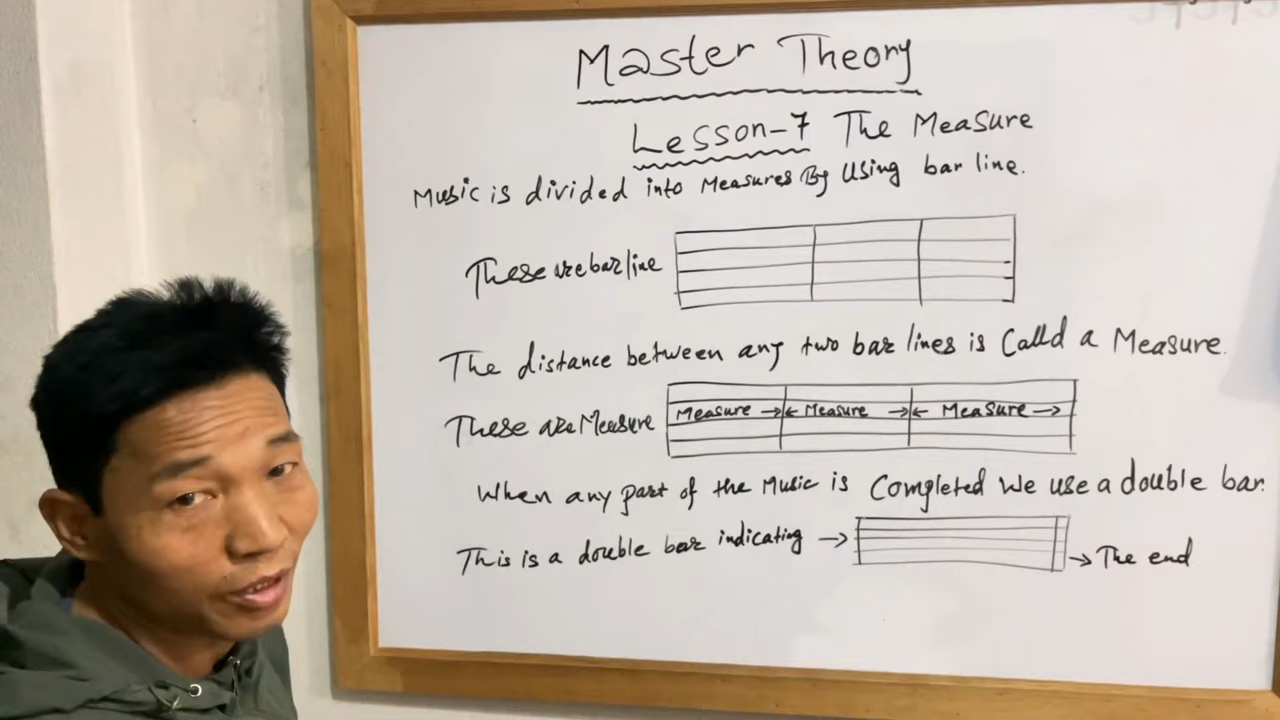 Master Theory
Lesson-7 The Measure
Music is divided into Measures By Using bar line.
These are bar line
The distance between any two bar lines is Calld a Measure.
These are Measure Measure → ← Measure → ← Measure →
When any part of the Music is Completed We use a double bar.
This is a double bar indicating → → The end